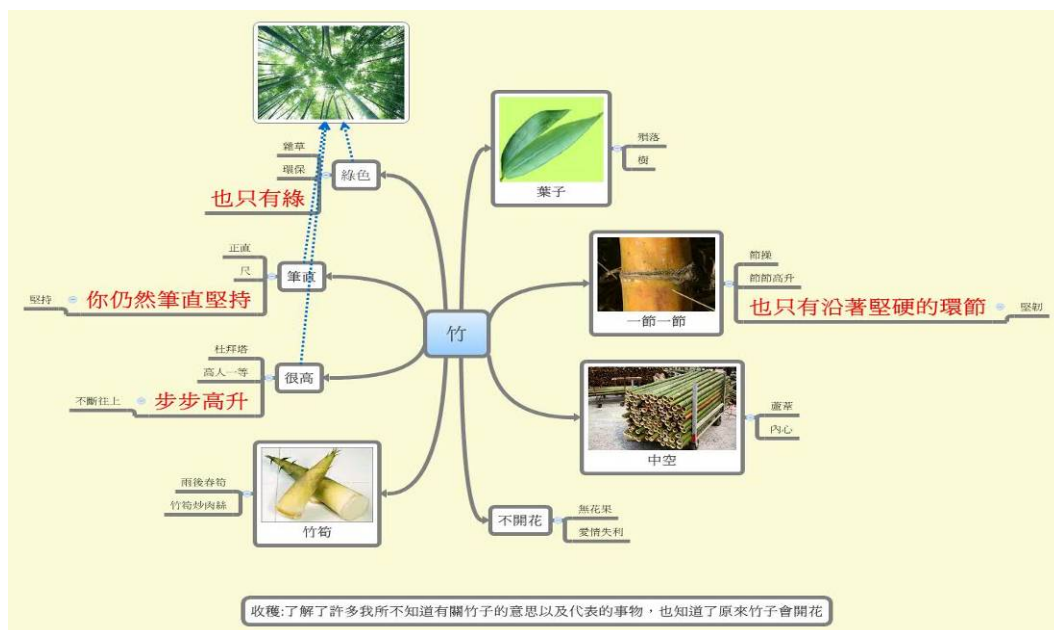 雜草
環保
綠色
也只有綠
正直
尺
筆直
堅持
你仍然筆直堅持
杜拜塔
高人一等
很高
不斷往上
步步高升
雨後春筍
竹筍炒肉絲
竹筍
竹
葉子
殞落
樹
一節一節
節操
節節高升
也只有沿著堅硬的環節
堅韌
中空
蘆葦
內心
不開花
無花果
愛情失利
收穫:了解了許多我所不知道有關竹子的意思以及代表的事物，也知道了原來竹子會開花